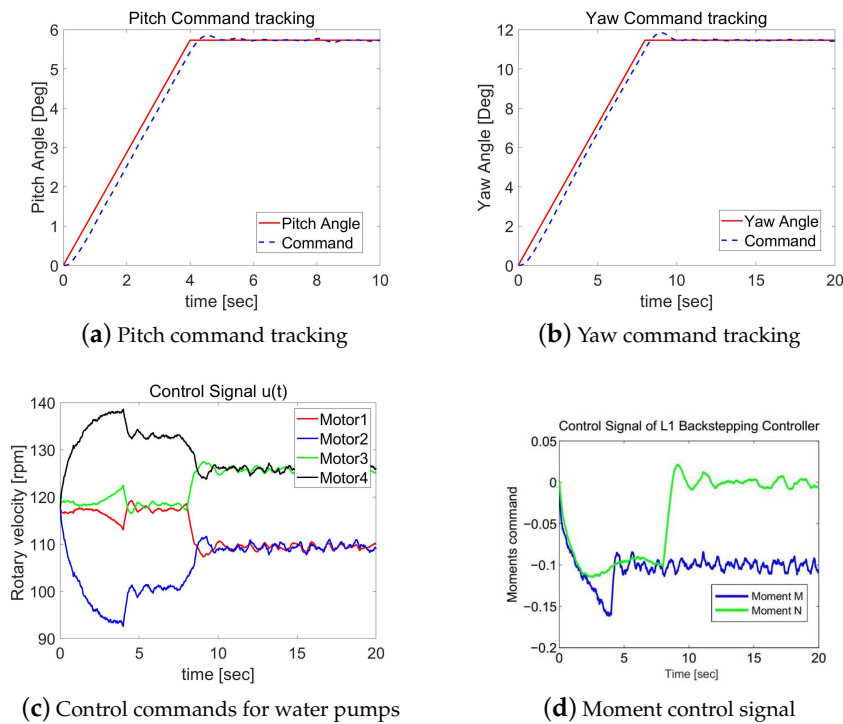 Pitch Command tracking
6
5
4
3
2
1
0
Pitch Angle [Deg]
Pitch Angle
Command
0
2
4
6
8
10
time [sec]
(a) Pitch command tracking
Yaw Command tracking
12
10
8
6
4
2
0
Yaw Angle [Deg]
Yaw Angle
Command
0
5
10
15
20
time [sec]
(b) Yaw command tracking
Control Signal u(t)
140
130
120
110
100
90
Rotary velocity [rpm]
Motor1
Motor2
Motor3
Motor4
0
5
10
15
20
time [sec]
(c) Control commands for water pumps
Control Signal of L1 Backstepping Controller
0.05
0
−0.05
−0.1
−0.15
−0.2
Moments command
Moment M
Moment N
0
5
10
15
20
Time [sec]
(d) Moment control signal